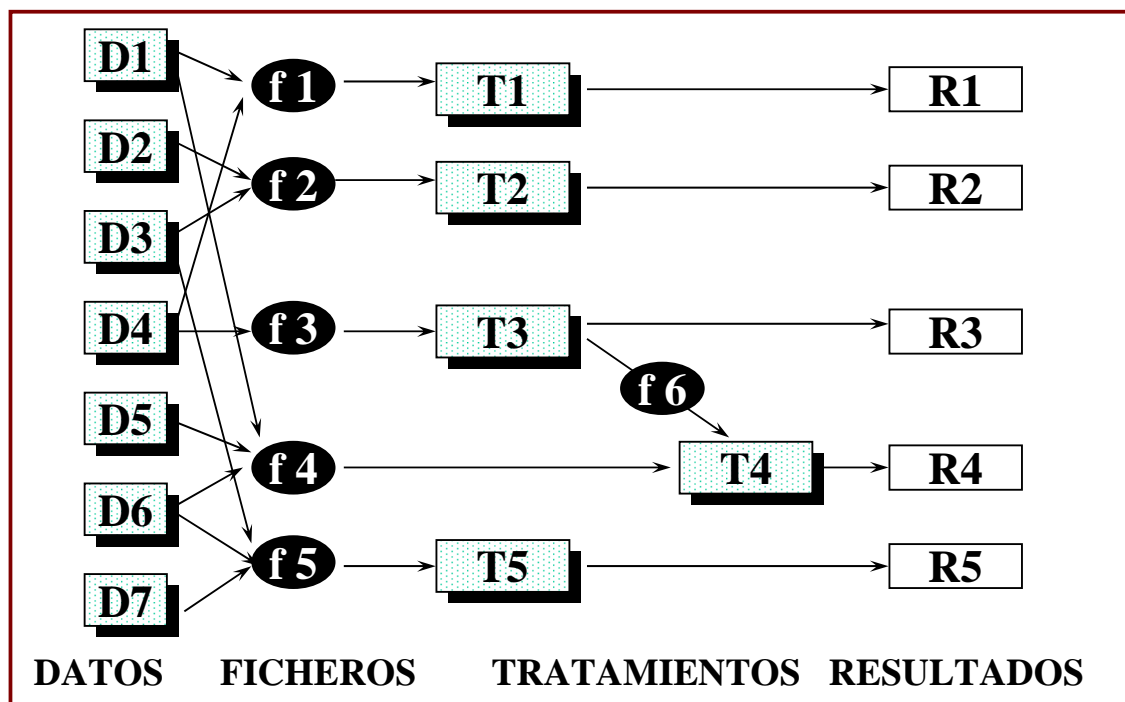 D1
f 1
T1
R1
D2
f 2
T2
R2
D3
D4
f 3
T3
R3
f 6
D5
f 4
T4
R4
D6
f 5
T5
R5
D7
DATOS FICHEROS TRATAMIENTOS RESULTADOS